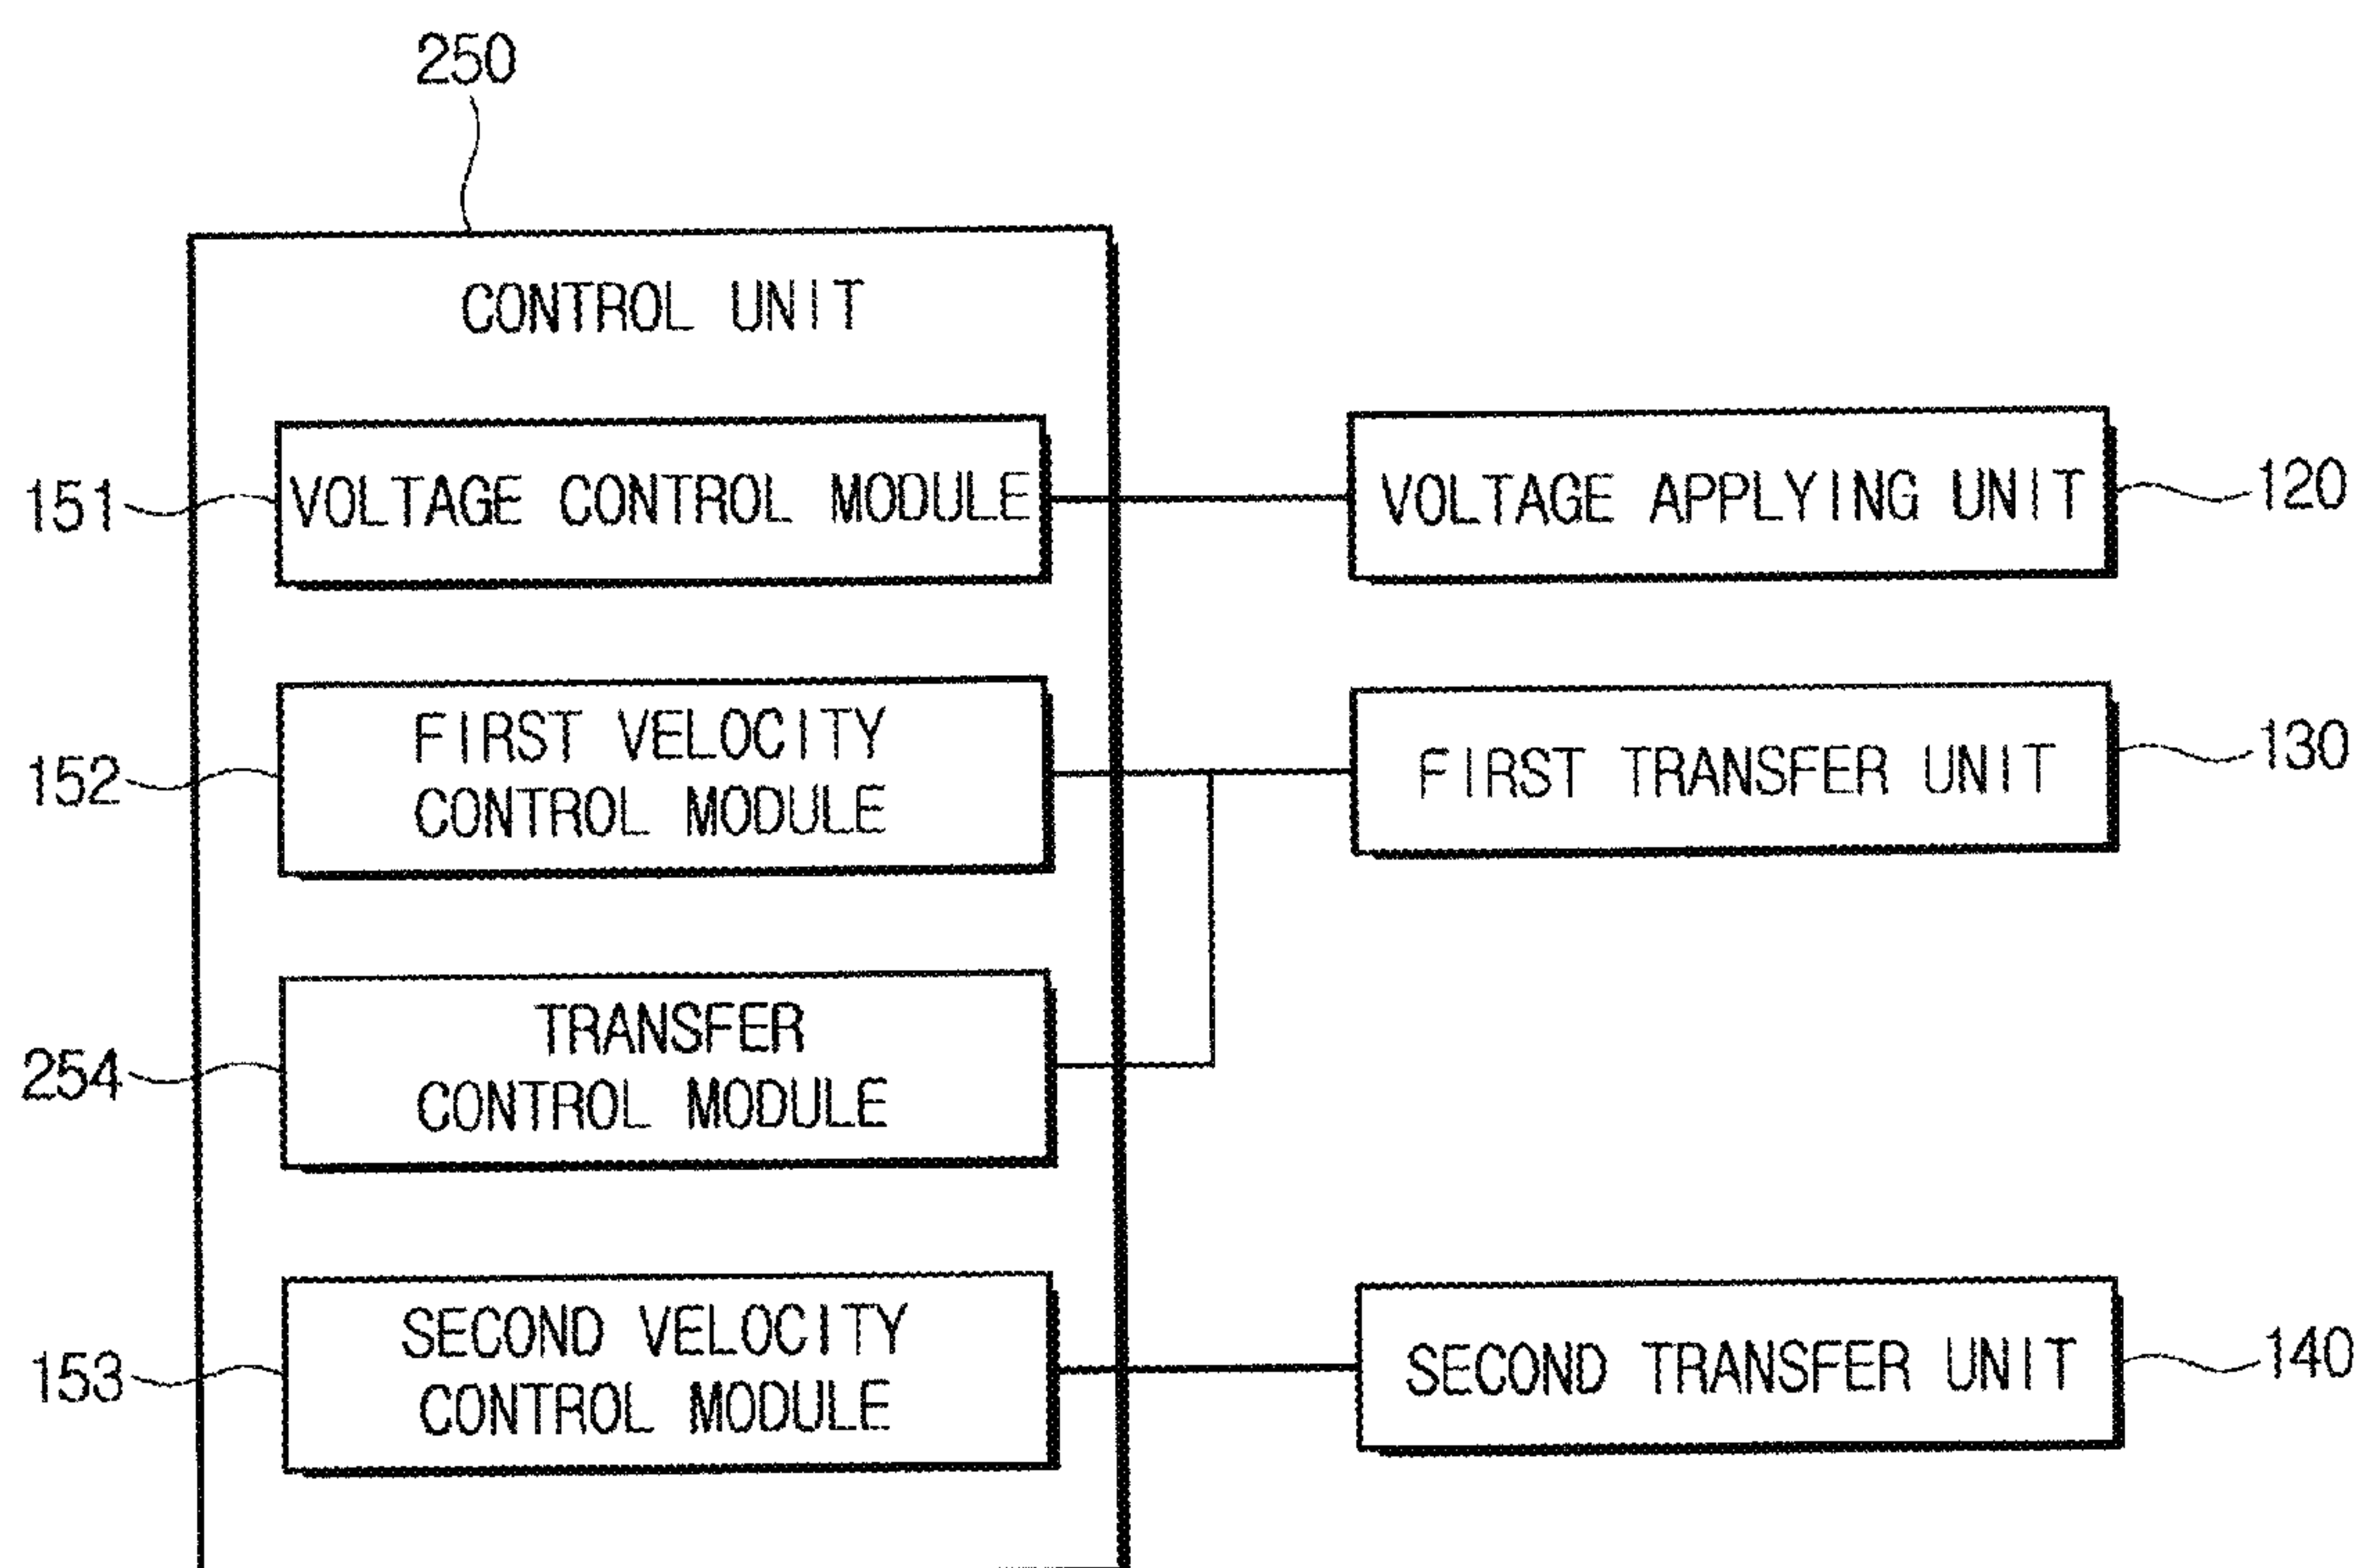 250
CONTROL UNIT
151
VOLTAGE CONTROL MODULE
VOLTAGE APPLYING UNIT
120
152
FIRST VELOCITY
CONTROL MODULE
FIRST TRANSFER UNIT
130
254
TRANSFER
CONTROL MODULE
153
SECOND VELOCITY
CONTROL MODULE
SECOND TRANSFER UNIT
140